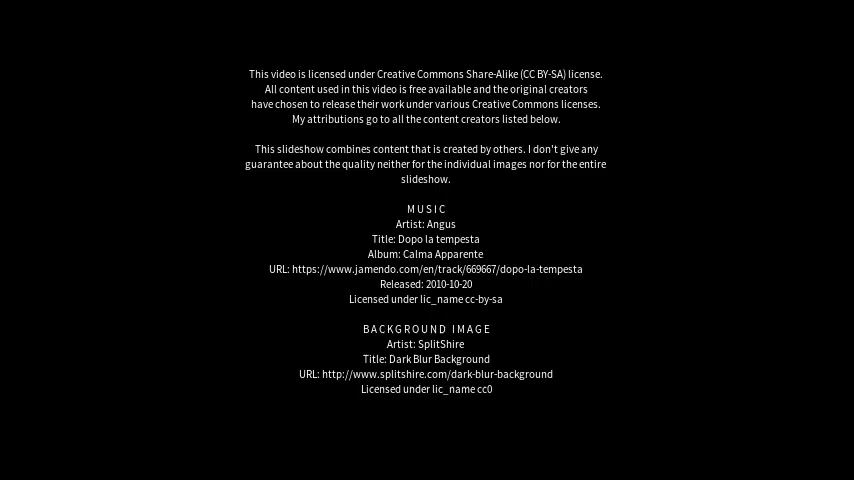 This video is licensed under Creative Commons Share-Alike (CC BY-SA) license.
All content used in this video is free available and the original creators
have chosen to release their work under various Creative Commons licenses.
My attributions go to all the content creators listed below.
This slideshow combines content that is created by others. I don't give any
guarantee about the quality neither for the individual images nor for the entire
slideshow.
MUSIC
Artist: Angus
Title: Dopo la tempesta
Album: Calma Apparente
URL: https://www.jamendo.com/en/track/669667/dopo-la-tempesta
Released: 2010-10-20
Licensed under lic_name cc-by-sa
BACKGROUND IMAGE
Artist: SplitShire
Title: Dark Blur Background
URL: http://www.splitshire.com/dark-blur-background
Licensed under lic_name cc0